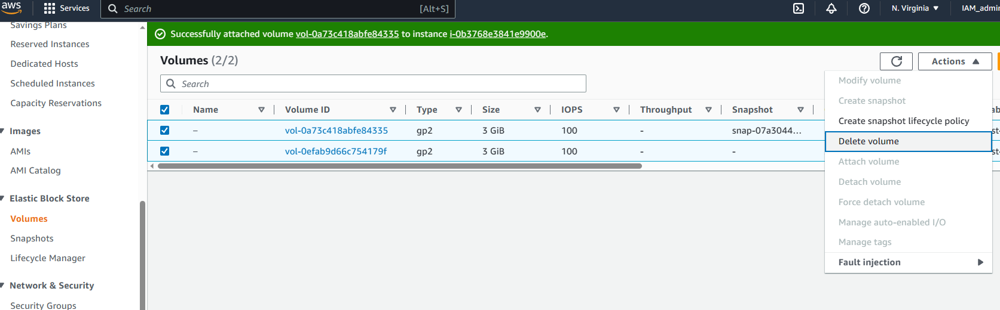 aws
Services
Search
[Alt+S]
N. Virginia
IAM_admin
Savings Plans
Reserved Instances
Dedicated Hosts
Scheduled Instances
Capacity Reservations
Images
AMIs
AMI Catalog
Elastic Block Store
Volumes
Snapshots
Lifecycle Manager
Network & Security
Security Groups
Successfully attached volume vol-0a73c418abfe84335 to instance i-0b3768e3841e9900e.
Volumes (2/2)
Actions
Search
Name Volume ID Type Size IOPS Throughput Snapshot
– vol-0a73c418abfe84335 gp2 3 GiB 100 - snap-07a3044...
– vol-0efab9d66c754179f gp2 3 GiB 100 - -
Modify volume
Create snapshot
Create snapshot lifecycle policy
Delete volume
Attach volume
Detach volume
Force detach volume
Manage auto-enabled I/O
Manage tags
Fault injection